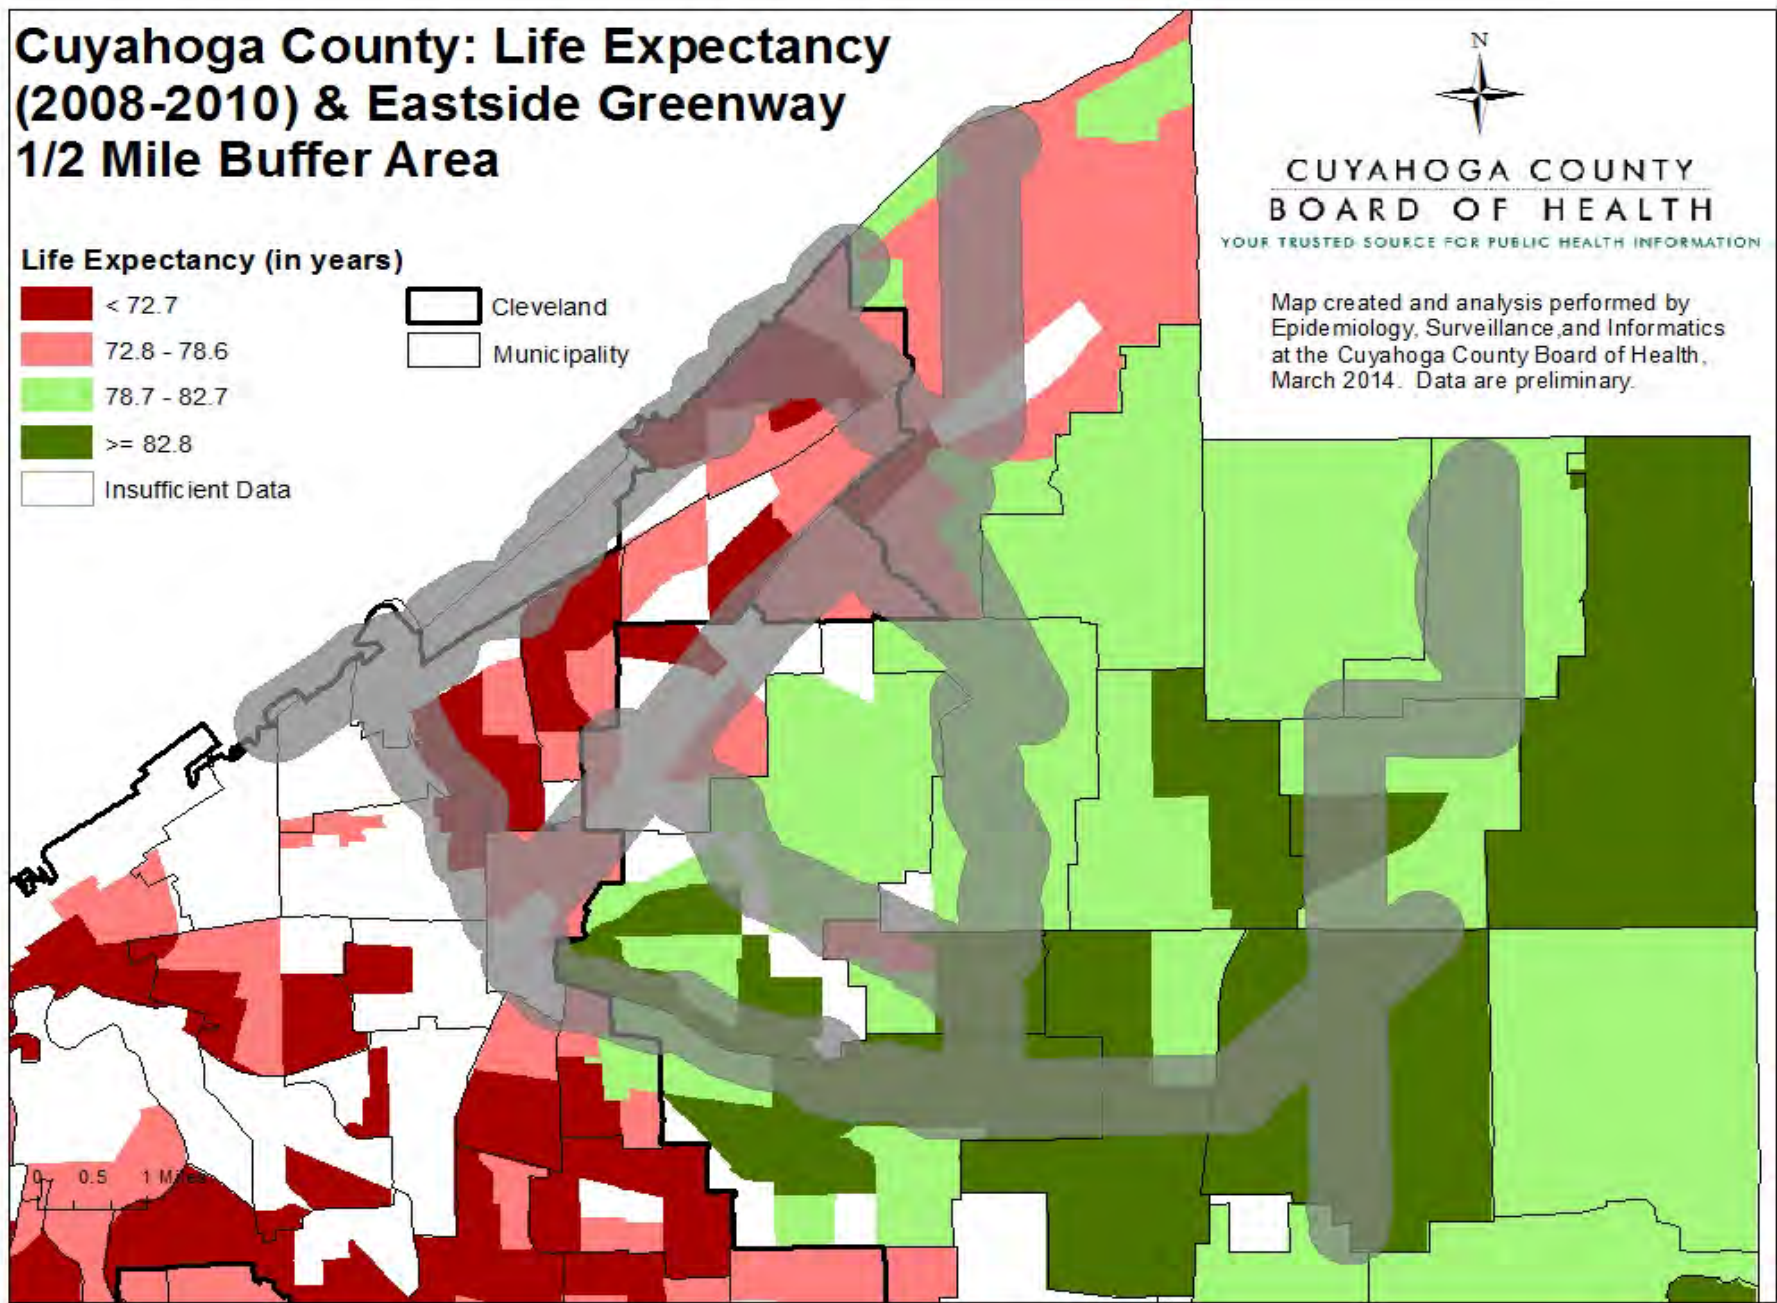 Cuyahoga County: Life Expectancy
(2008-2010) & Eastside Greenway
1/2 Mile Buffer Area
Life Expectancy (in years)
< 72.7
72.8 - 78.6
78.7 - 82.7
>= 82.8
Insufficient Data
Cleveland
Municipality
N
CUYAHOGA COUNTY
BOARD OF HEALTH
YOUR TRUSTED SOURCE FOR PUBLIC HEALTH INFORMATION
Map created and analysis performed by
Epidemiology, Surveillance,and Informatics
at the Cuyahoga County Board of Health,
March 2014. Data are preliminary.
0 0.5 1 Miles